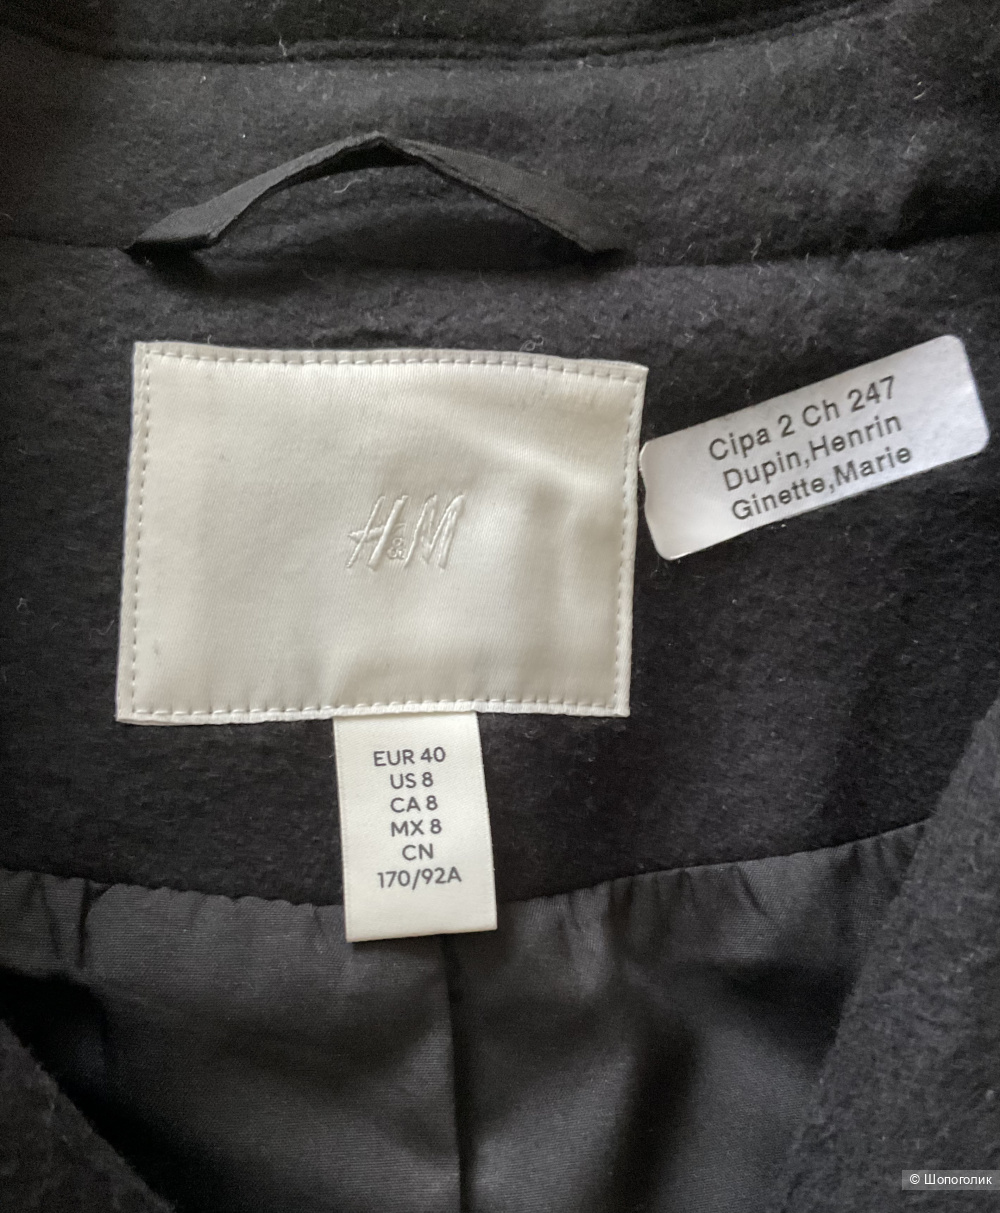 H&M
Cipa 2 Ch 247
Dupin,Henrin
Ginette,Marie
EUR 40
US 8
CA 8
MX 8
CN
170/92A
© Шопоголик